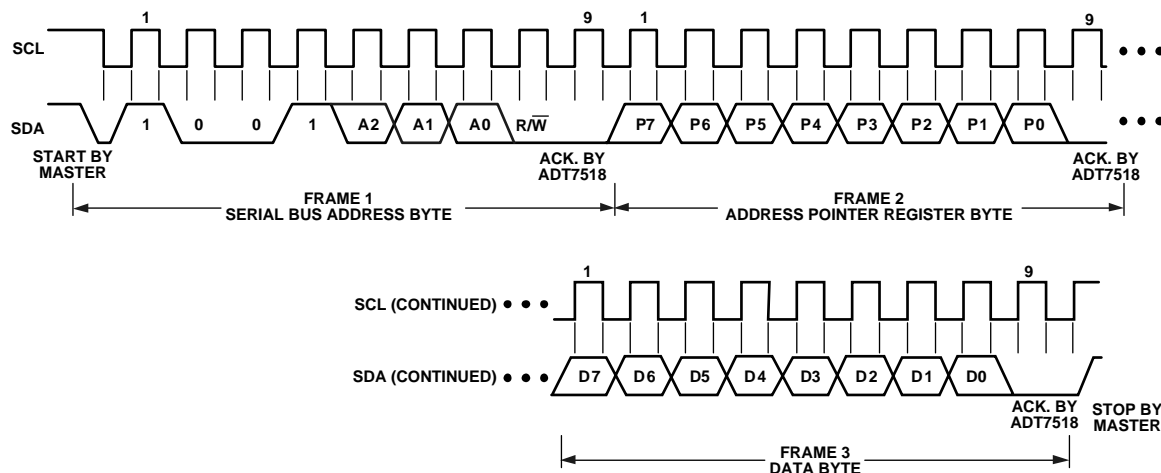 1 9 1 9
SCL
SDA
1 0 0 1 A2 A1 A0 R/W̅ P7 P6 P5 P4 P3 P2 P1 P0
START BY
MASTER
ACK. BY
ADT7518
ACK. BY
ADT7518
FRAME 1
SERIAL BUS ADDRESS BYTE
FRAME 2
ADDRESS POINTER REGISTER BYTE
1 9
SCL (CONTINUED)
SDA (CONTINUED)
D7 D6 D5 D4 D3 D2 D1 D0
ACK. BY
ADT7518
STOP BY
MASTER
FRAME 3
DATA BYTE